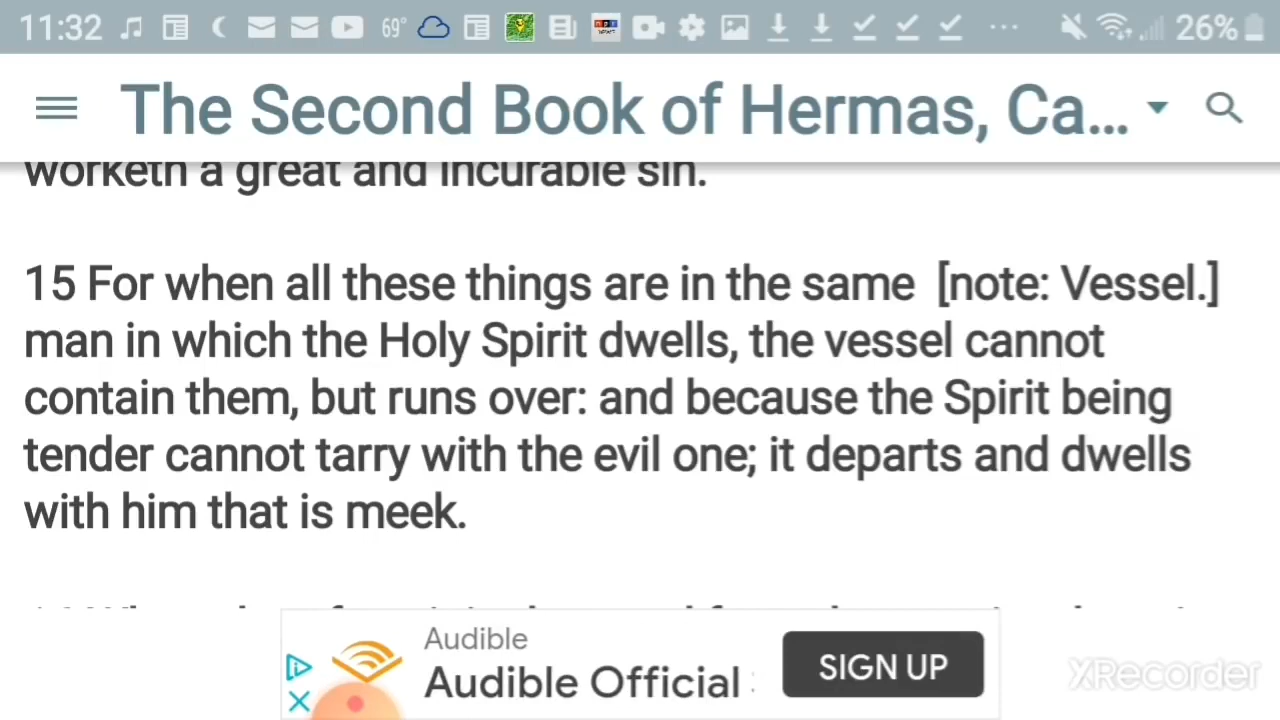 11:32 69° 26%
The Second Book of Hermas, Ca...
worketh a great and incurable sin.
15 For when all these things are in the same [note: Vessel.]
man in which the Holy Spirit dwells, the vessel cannot
contain them, but runs over: and because the Spirit being
tender cannot tarry with the evil one; it departs and dwells
with him that is meek.
Audible
Audible Official
SIGN UP
XRecorder